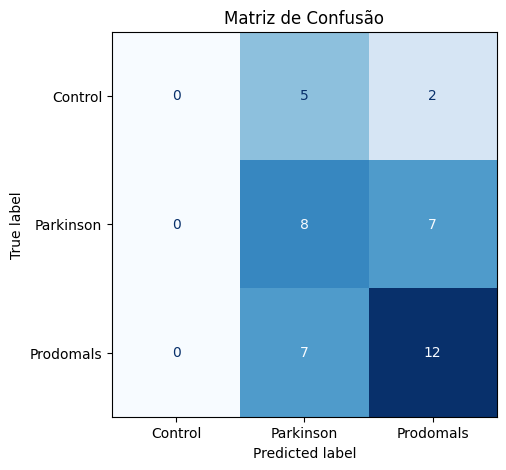 Matriz de Confusão
Control 0 5 2
Parkinson 0 8 7
Prodomals 0 7 12
Control Parkinson Prodomals
Predicted label
True label